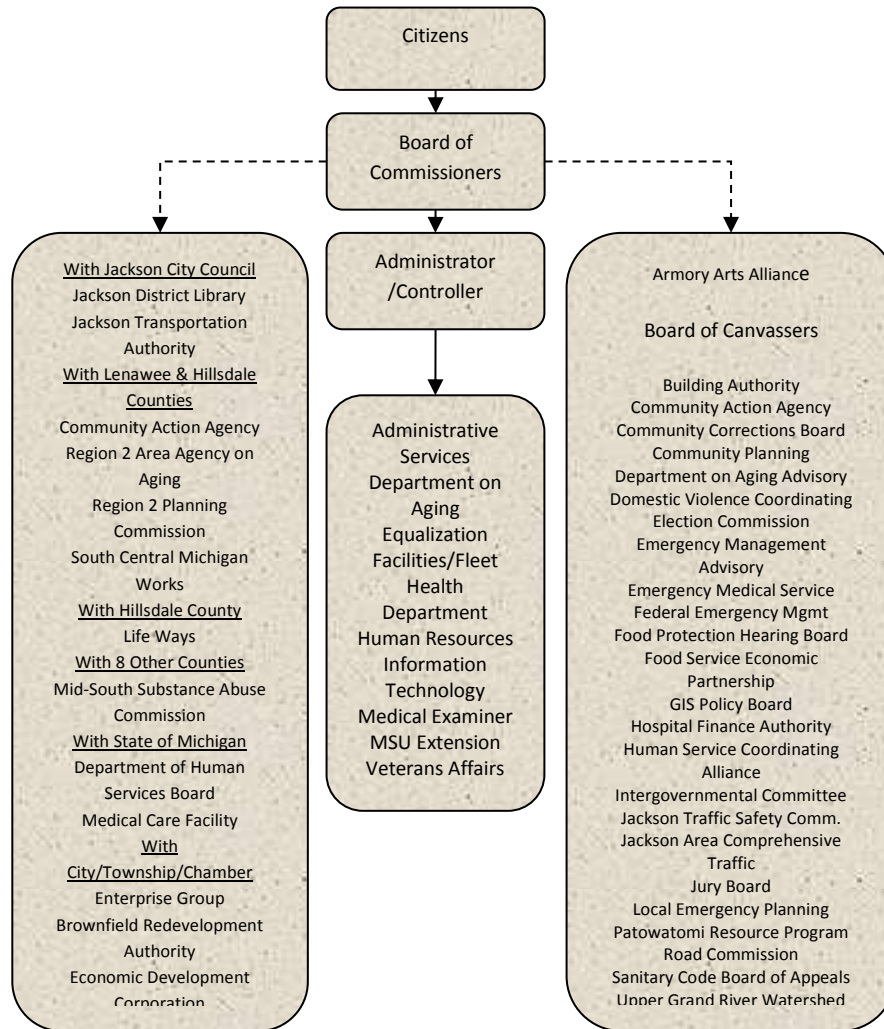 Citizens
Board of
Commissioners
Administrator
/Controller
With Jackson City Council
Jackson District Library
Jackson Transportation
Authority
With Lenawee & Hillsdale
Counties
Community Action Agency
Region 2 Area Agency on
Aging
Region 2 Planning
Commission
South Central Michigan
Works
With Hillsdale County
Life Ways
With 8 Other Counties
Mid-South Substance Abuse
Commission
With State of Michigan
Department of Human
Services Board
Medical Care Facility
With
City/Township/Chamber
Enterprise Group
Brownfield Redevelopment
Authority
Economic Development
Corporation
Administrative
Services
Department on
Aging
Equalization
Facilities/Fleet
Health
Department
Human Resources
Information
Technology
Medical Examiner
MSU Extension
Veterans Affairs
Armory Arts Alliance
Board of Canvassers
Building Authority
Community Action Agency
Community Corrections Board
Community Planning
Department on Aging Advisory
Domestic Violence Coordinating
Election Commission
Emergency Management
Advisory
Emergency Medical Service
Federal Emergency Mgmt
Food Protection Hearing Board
Food Service Economic
Partnership
GIS Policy Board
Hospital Finance Authority
Human Service Coordinating
Alliance
Intergovernmental Committee
Jackson Traffic Safety Comm.
Jackson Area Comprehensive
Traffic
Jury Board
Local Emergency Planning
Patowatomi Resource Program
Road Commission
Sanitary Code Board of Appeals
Upper Grand River Watershed